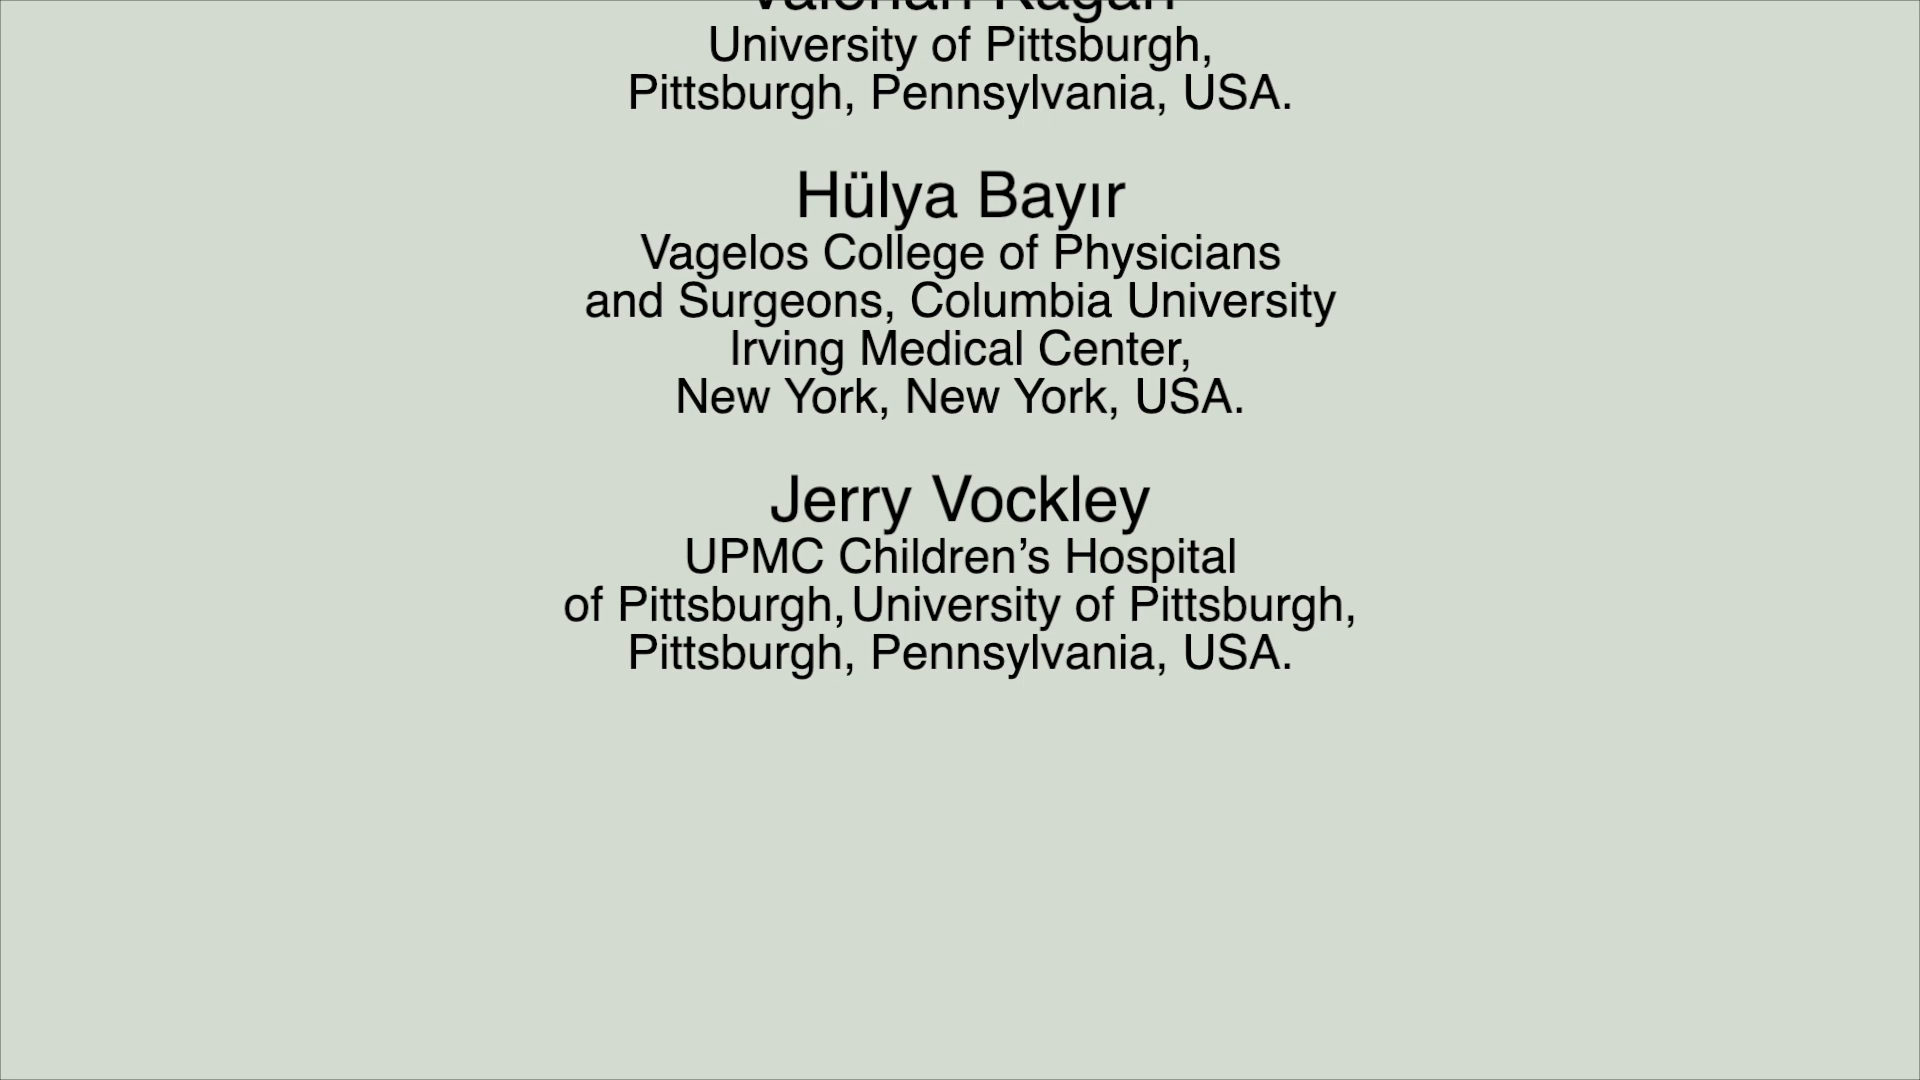 Kagan
University of Pittsburgh,
Pittsburgh, Pennsylvania, USA.
Hülya Bayır
Vagelos College of Physicians
and Surgeons, Columbia University
Irving Medical Center,
New York, New York, USA.
Jerry Vockley
UPMC Children’s Hospital
of Pittsburgh, University of Pittsburgh,
Pittsburgh, Pennsylvania, USA.